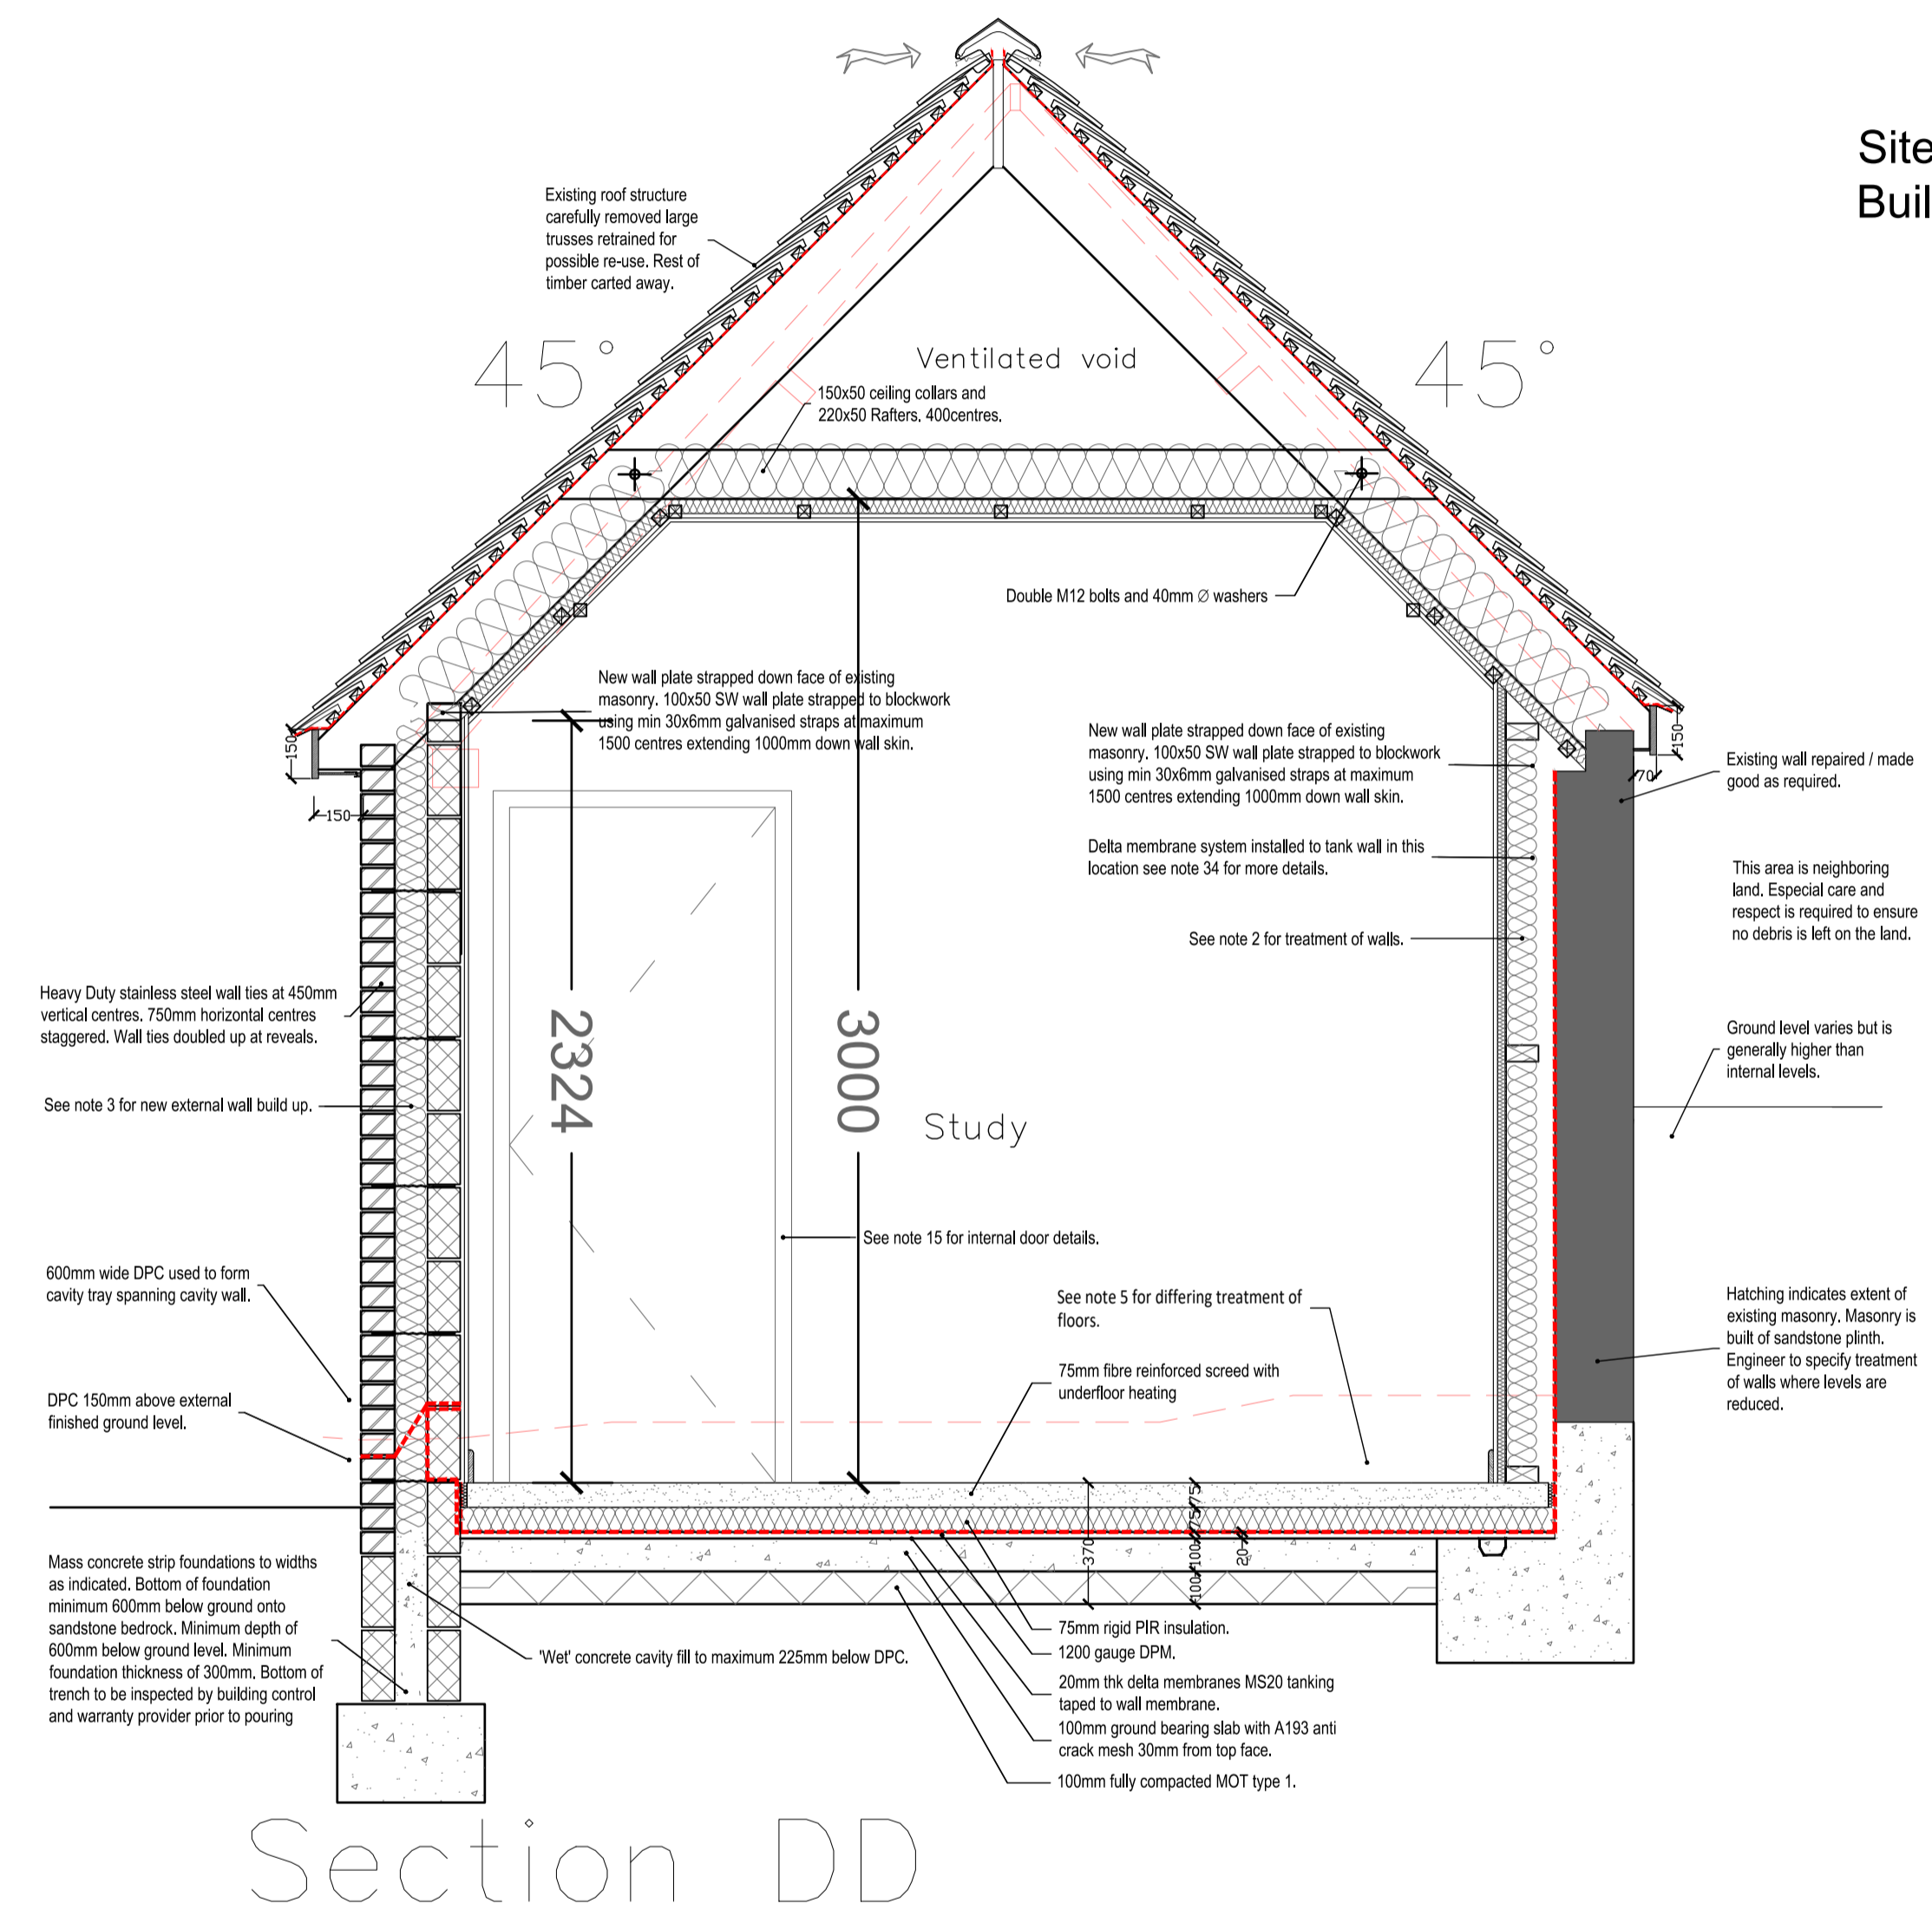 Site
Buil
Existing roof structure
carefully removed large
trusses retrained for
possible re-use. Rest of
timber carted away.
45°
45°
Ventilated void
150x50 ceiling collars and
220x50 Rafters. 400centres.
Double M12 bolts and 40mm Ø washers
New wall plate strapped down face of existing
masonry. 100x50 SW wall plate strapped to blockwork
using min 30x6mm galvanised straps at maximum
1500 centres extending 1000mm down wall skin.
New wall plate strapped down face of existing
masonry. 100x50 SW wall plate strapped to blockwork
using min 30x6mm galvanised straps at maximum
1500 centres extending 1000mm down wall skin.
150
150
150
70
Existing wall repaired / made
good as required.
Delta membrane system installed to tank wall in this
location see note 34 for more details.
This area is neighboring
land. Especial care and
respect is required to ensure
no debris is left on the land.
See note 2 for treatment of walls.
Heavy Duty stainless steel wall ties at 450mm
vertical centres. 750mm horizontal centres
staggered. Wall ties doubled up at reveals.
2324
3000
Ground level varies but is
generally higher than
internal levels.
See note 3 for new external wall build up.
Study
See note 15 for internal door details.
600mm wide DPC used to form
cavity tray spanning cavity wall.
See note 5 for differing treatment of
floors.
Hatching indicates extent of
existing masonry. Masonry is
built of sandstone plinth.
Engineer to specify treatment
of walls where levels are
reduced.
75mm fibre reinforced screed with
underfloor heating
DPC 150mm above external
finished ground level.
370
75
75
100
100
20
Mass concrete strip foundations to widths
as indicated. Bottom of foundation
minimum 600mm below ground onto
sandstone bedrock. Minimum depth of
600mm below ground level. Minimum
foundation thickness of 300mm. Bottom of
trench to be inspected by building control
and warranty provider prior to pouring
'Wet' concrete cavity fill to maximum 225mm below DPC.
75mm rigid PIR insulation.
1200 gauge DPM.
20mm thk delta membranes MS20 tanking
taped to wall membrane.
100mm ground bearing slab with A193 anti
crack mesh 30mm from top face.
100mm fully compacted MOT type 1.
Section DD